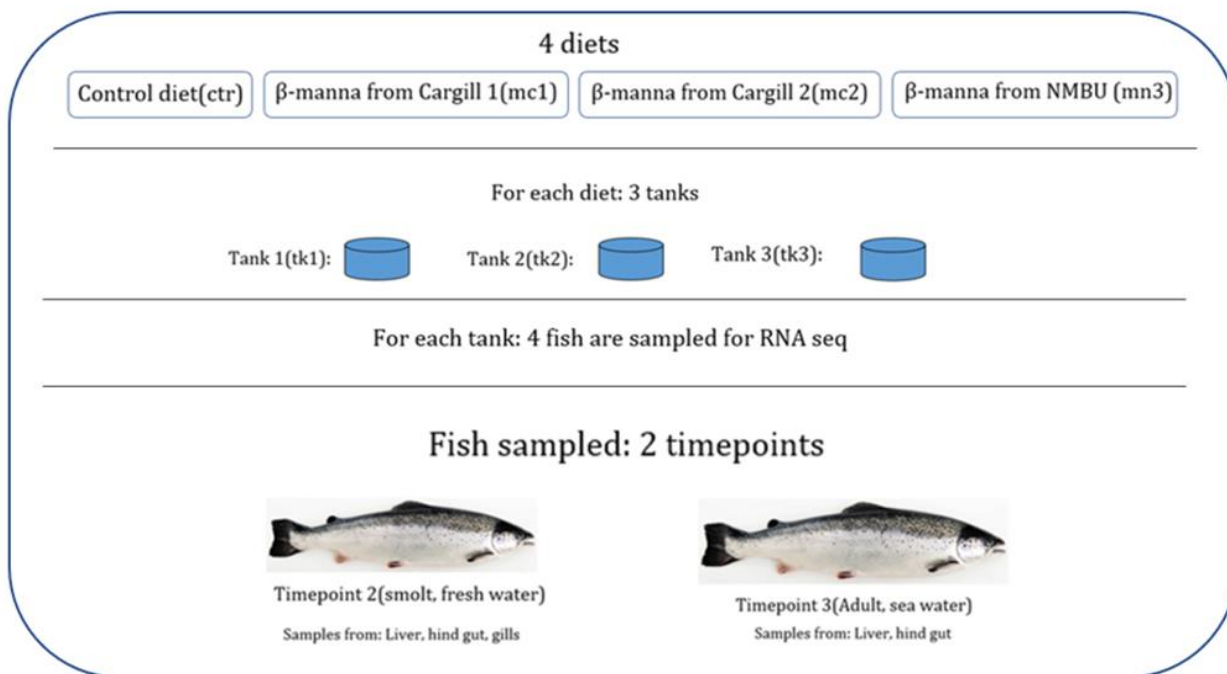 4 diets
Control diet(ctr) β-manna from Cargill 1(mc1) β-manna from Cargill 2(mc2) β-manna from NMBU (mn3)
For each diet: 3 tanks
Tank 1(tk1): Tank 2(tk2): Tank 3(tk3):
For each tank: 4 fish are sampled for RNA seq
Fish sampled: 2 timepoints
Timepoint 2(smolt, fresh water) Timepoint 3(Adult, sea water)
Samples from: Liver, hind gut, gills Samples from: Liver, hind gut